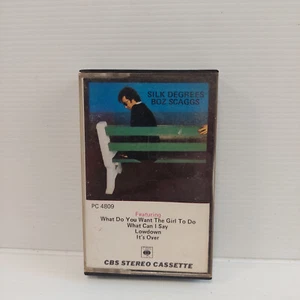 SILK DEGREES
BOZ SCAGGS
PC 4809
Featuring
What Do You Want The Girl To Do
What Can I Say
Lowdown
It's Over
CBS STEREO CASSETTE